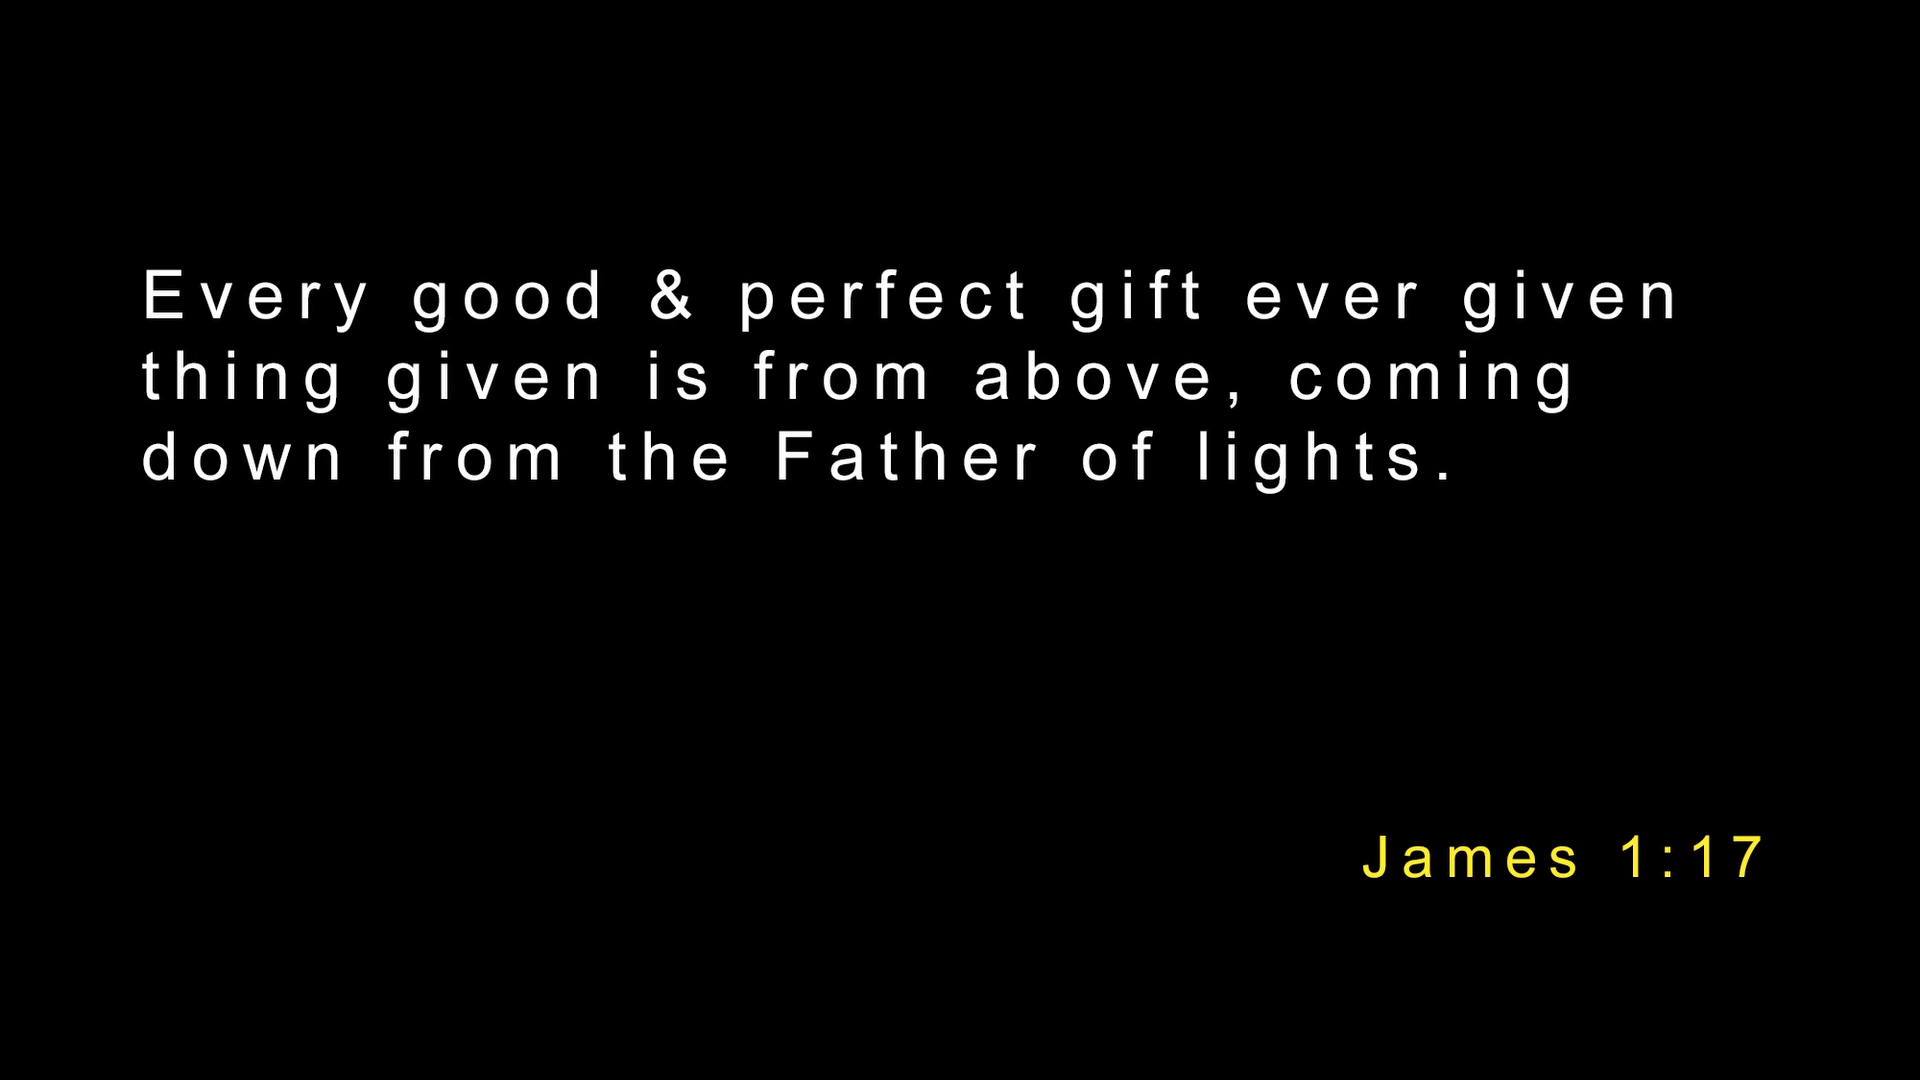 Every good & perfect gift ever given
thing given is from above, coming
down from the Father of lights.
James 1:17